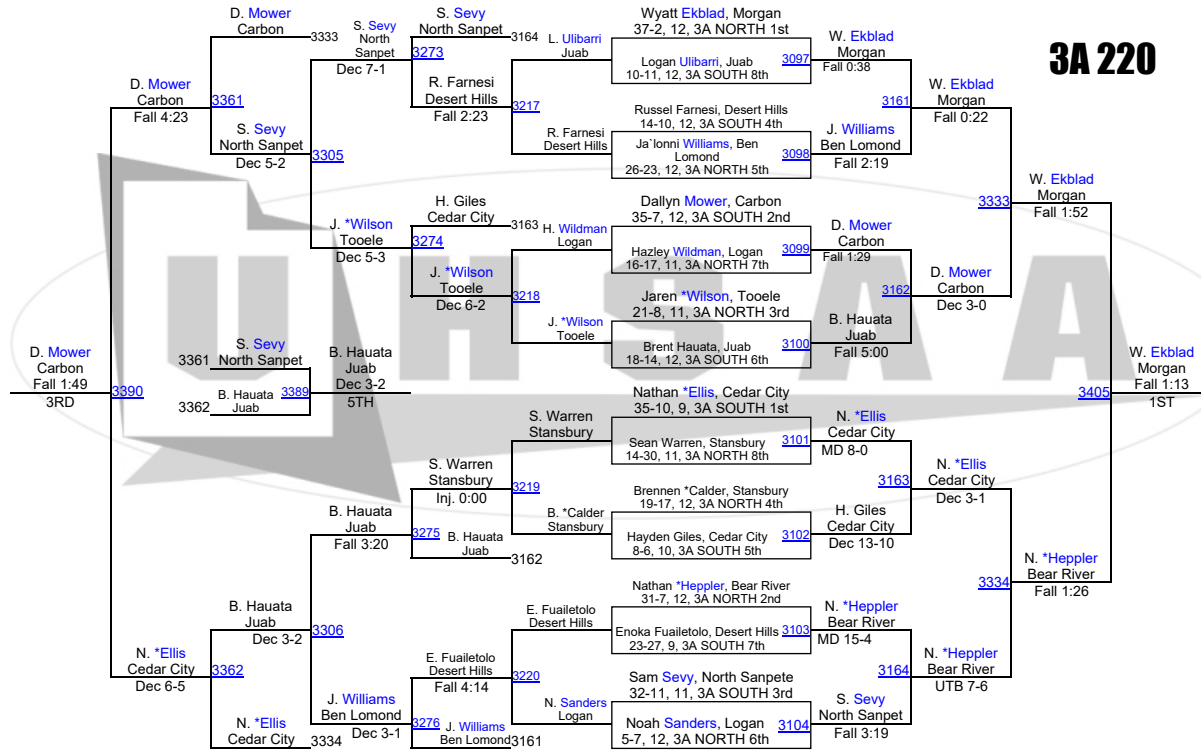 3A 220
D. Mower
Carbon
3333
S. Sevy
North
Sanpet
Dec 7-1
S. Sevy
North Sanpet
3164
3273
R. Farnesi
Desert Hills
Fall 2:23
L. Ulibarri
Juab
3217
R. Farnesi
Desert Hills
Wyatt Ekblad, Morgan
37-2, 12, 3A NORTH 1st
Logan Ulibarri, Juab
10-11, 12, 3A SOUTH 8th
3097
W. Ekblad
Morgan
Fall 0:38
Russel Farnesi, Desert Hills
14-10, 12, 3A SOUTH 4th
Ja`lonni Williams, Ben
Lomond
26-23, 12, 3A NORTH 5th
3098
3161
J. Williams
Ben Lomond
Fall 2:19
W. Ekblad
Morgan
Fall 0:22
D. Mower
Carbon
Fall 4:23
3361
S. Sevy
North Sanpet
Dec 5-2
3305
J. *Wilson
Tooele
Dec 5-3
H. Giles
Cedar City
3163
3274
J. *Wilson
Tooele
Dec 6-2
H. Wildman
Logan
3218
J. *Wilson
Tooele
Dallyn Mower, Carbon
35-7, 12, 3A SOUTH 2nd
Hazley Wildman, Logan
16-17, 11, 3A NORTH 7th
3099
D. Mower
Carbon
Fall 1:29
Jaren *Wilson, Tooele
21-8, 11, 3A NORTH 3rd
Brent Hauata, Juab
18-14, 12, 3A SOUTH 6th
3100
3162
B. Hauata
Juab
Fall 5:00
D. Mower
Carbon
Dec 3-0
3333
W. Ekblad
Morgan
Fall 1:52
UHSAA
D. Mower
Carbon
Fall 1:49
3RD
3390
3361
S. Sevy
North Sanpet
3362
B. Hauata
Juab
3389
B. Hauata
Juab
Dec 3-2
5TH
3405
W. Ekblad
Morgan
Fall 1:13
1ST
S. Warren
Stansbury
Nathan *Ellis, Cedar City
35-10, 9, 3A SOUTH 1st
Sean Warren, Stansbury
14-30, 11, 3A NORTH 8th
3101
N. *Ellis
Cedar City
MD 8-0
S. Warren
Stansbury
Inj. 0:00
3219
B. *Calder
Stansbury
Brennen *Calder, Stansbury
19-17, 12, 3A NORTH 4th
Hayden Giles, Cedar City
8-6, 10, 3A SOUTH 5th
3102
3163
H. Giles
Cedar City
Dec 13-10
N. *Ellis
Cedar City
Dec 3-1
B. Hauata
Juab
Fall 3:20
3275
B. Hauata
Juab
3162
3334
N. *Heppler
Bear River
Fall 1:26
B. Hauata
Juab
Dec 3-2
3306
E. Fuailetolo
Desert Hills
Nathan *Heppler, Bear River
31-7, 12, 3A NORTH 2nd
Enoka Fuailetolo, Desert Hills
23-27, 9, 3A SOUTH 7th
3103
N. *Heppler
Bear River
MD 15-4
N. *Ellis
Cedar City
Dec 6-5
3362
E. Fuailetolo
Desert Hills
Fall 4:14
3220
3164
N. *Heppler
Bear River
UTB 7-6
N. *Ellis
Cedar City
3334
J. Williams
Ben Lomond
Dec 3-1
3276
J. Williams
Ben Lomond
3161
N. Sanders
Logan
Sam Sevy, North Sanpete
32-11, 11, 3A SOUTH 3rd
Noah Sanders, Logan
5-7, 12, 3A NORTH 6th
3104
S. Sevy
North Sanpet
Fall 3:19